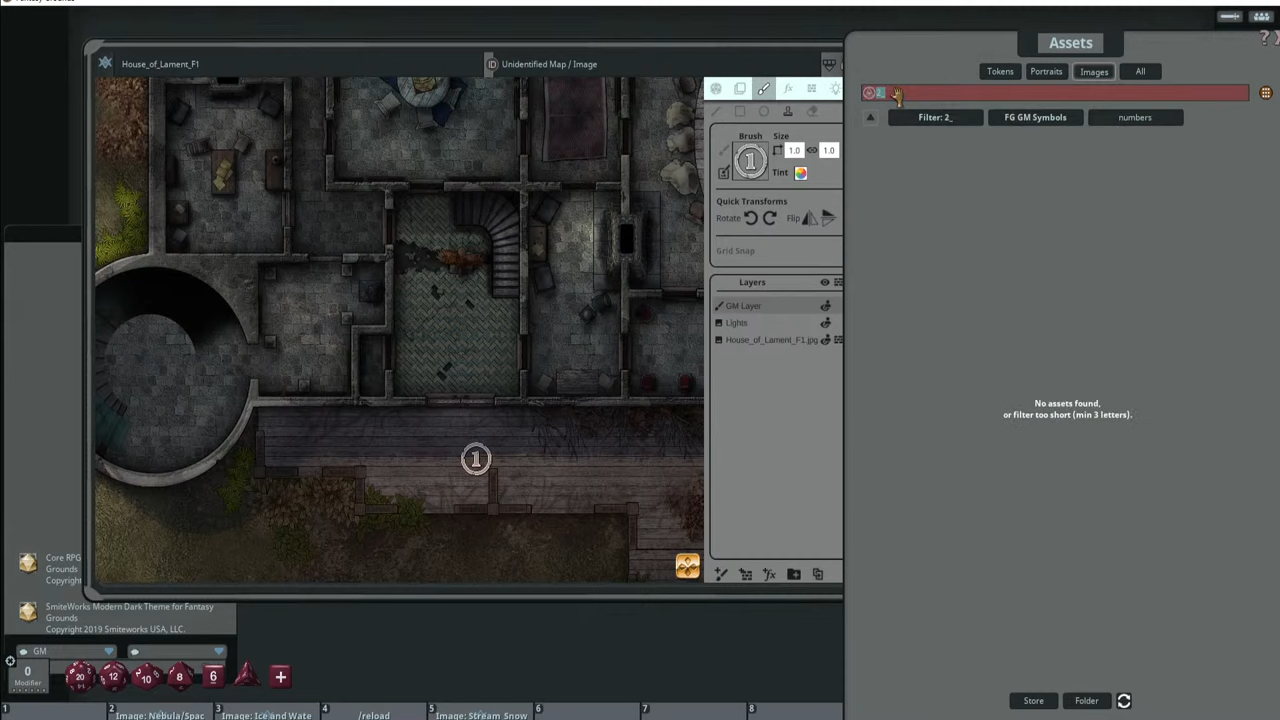 Assets
House_of_Lament_F1
ID Unidentified Map / Image
Tokens Portraits Images All
Filter: 2_ FG GM Symbols numbers
Brush Size
1.0 1.0
1
Tint
Quick Transforms
Rotate Flip
Grid Snap
Layers
GM Layer
Lights
House_of_Lament_F1.jpg
No assets found,
or filter too short (min 3 letters).
1
Core RPG
Grounds
Copyright
SmiteWorks Modern Dark Theme for Fantasy
Grounds
Copyright 2019 Smiteworks USA, LLC.
GM
0
Modifier
20 12 10 8 6
Store Folder
1 2 3 4 5 6 7 8
Image: Nebula/Spac Image: Ice and Wate /reload Image: Stream_Snow